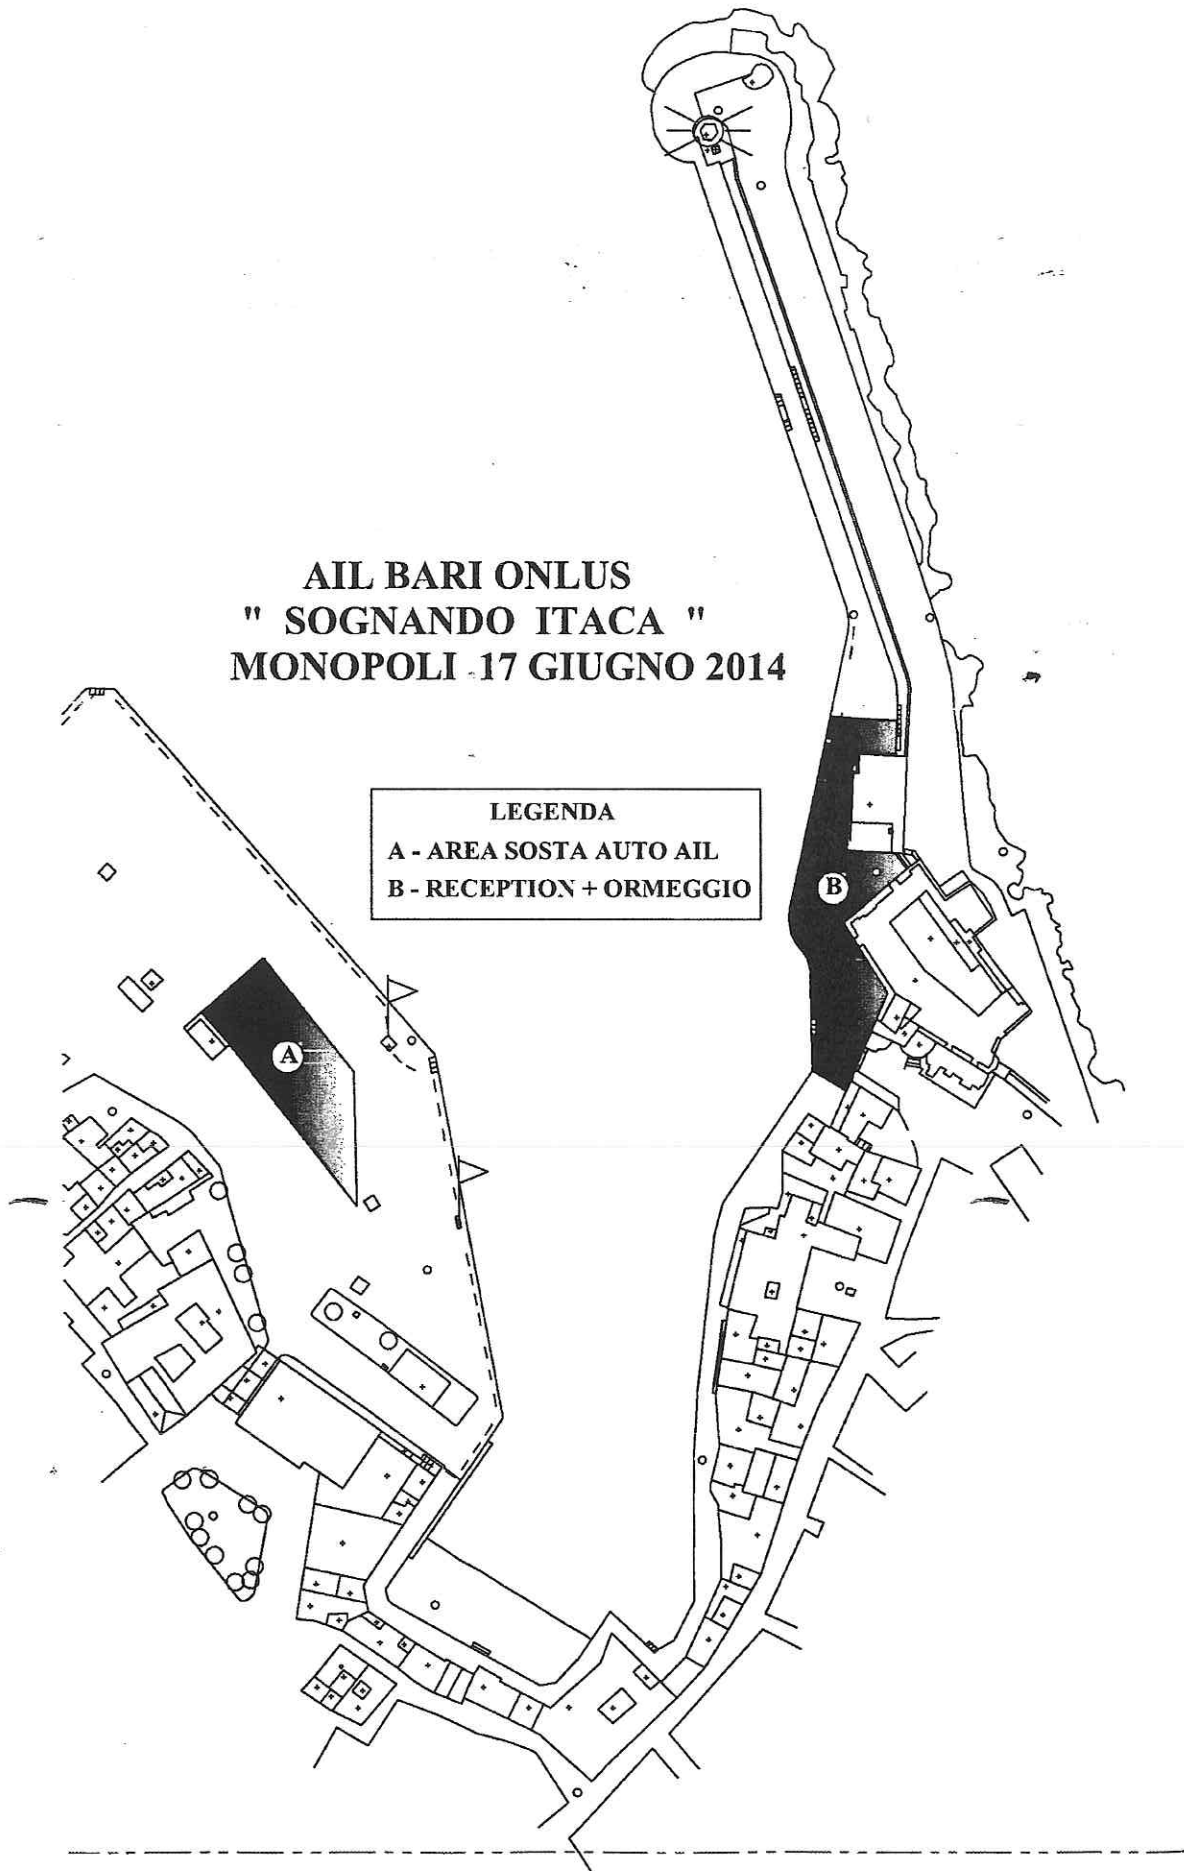 AIL BARI ONLUS
" SOGNANDO ITACA "
MONOPOLI 17 GIUGNO 2014
LEGENDA
A - AREA SOSTA AUTO AIL
B - RECEPTION + ORMEGGIO
B
A